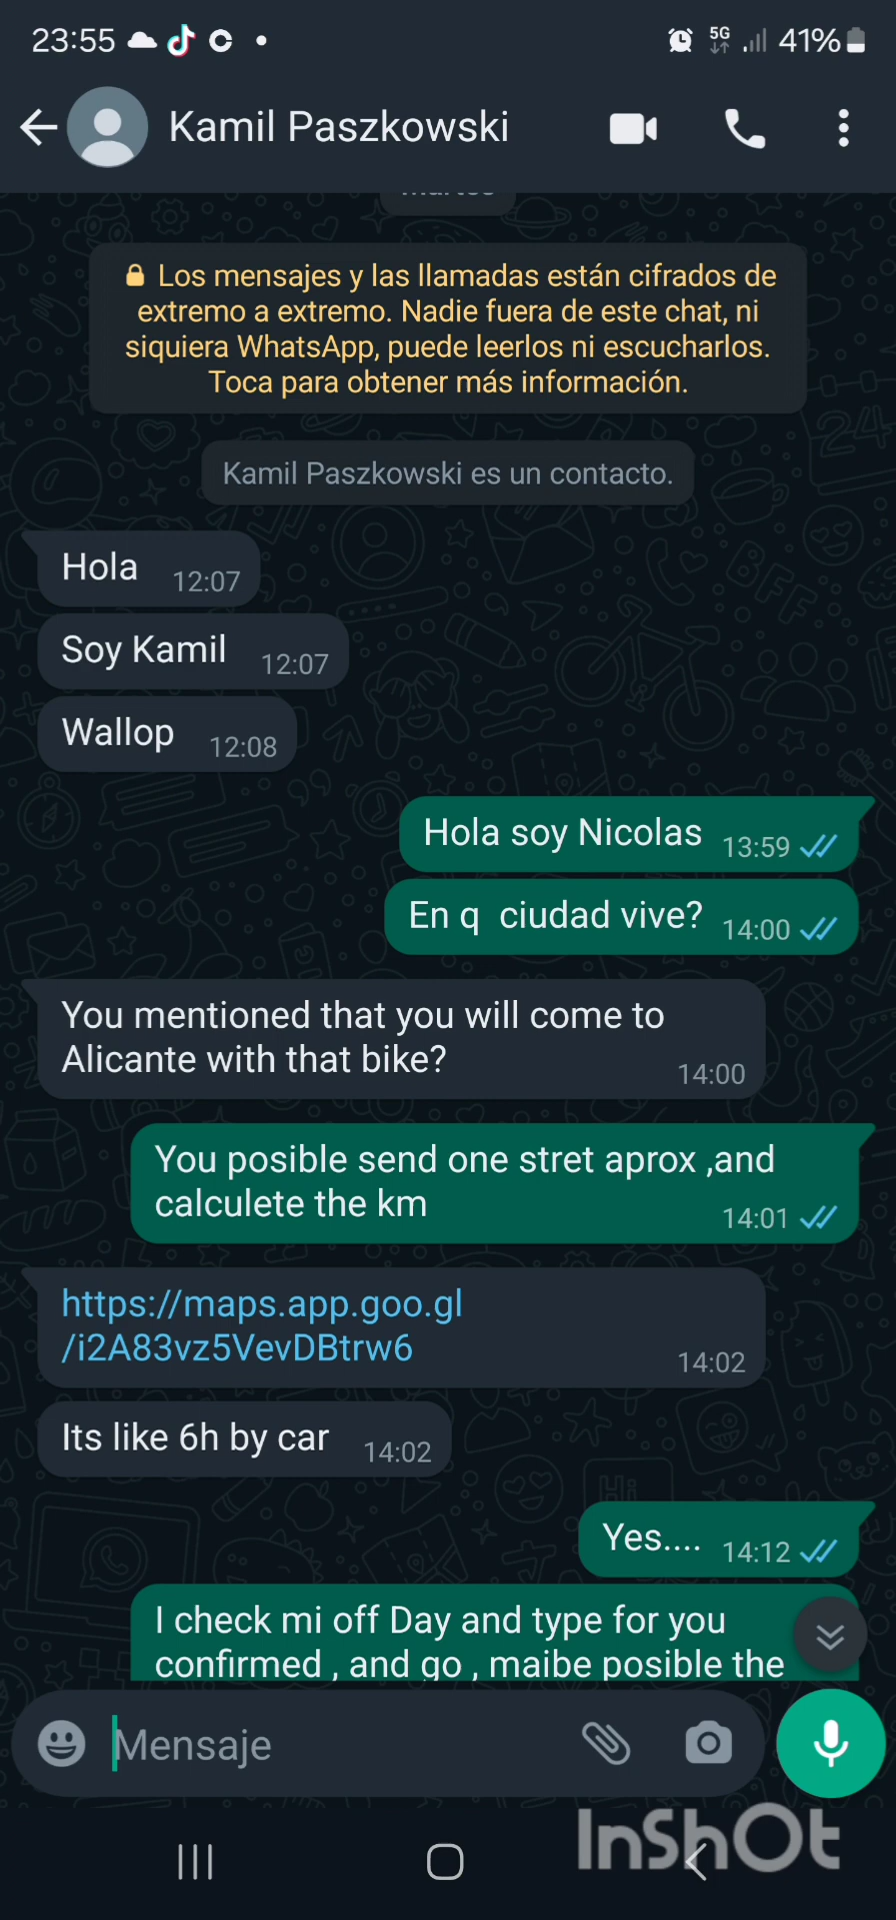 23:55
5G
41%
Kamil Paszkowski
Los mensajes y las llamadas están cifrados de
extremo a extremo. Nadie fuera de este chat, ni
siquiera WhatsApp, puede leerlos ni escucharlos.
Toca para obtener más información.
Kamil Paszkowski es un contacto.
Hola 12:07
Soy Kamil 12:07
Wallop 12:08
Hola soy Nicolas 13:59
En q  ciudad vive? 14:00
You mentioned that you will come to
Alicante with that bike?
14:00
You posible send one stret aprox ,and
calculete the km
14:01
https://maps.app.goo.gl
/i2A83vz5VevDBtrw6
14:02
Its like 6h by car 14:02
Yes.... 14:12
I check mi off Day and type for you
confirmed , and go , maibe posible the
Mensaje
InShOt